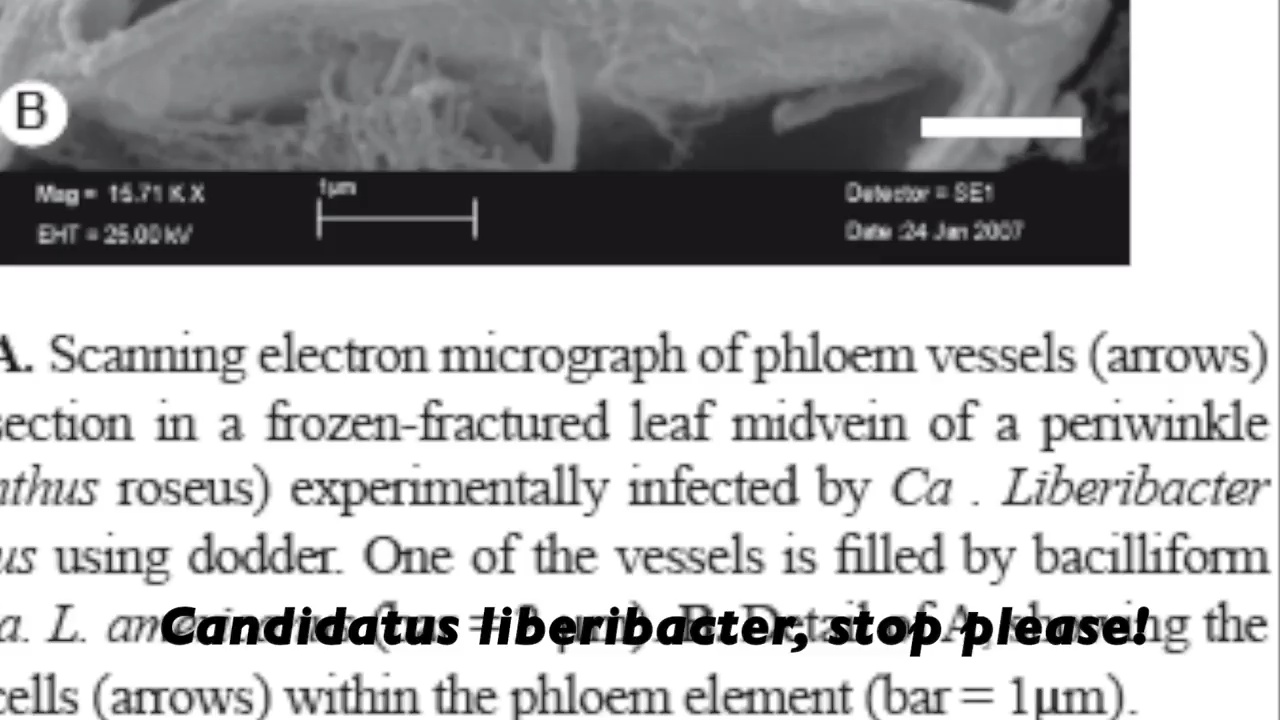 B
Mag = 15.71 K X
1µm
Detector = SE1
EHT = 25.00 kV
Date :24 Jan 2007
A. Scanning electron micrograph of phloem vessels (arrows)
section in a frozen-fractured leaf midvein of a periwinkle
nthus roseus) experimentally infected by Ca . Liberibacter
us using dodder. One of the vessels is filled by bacilliform
a. L. am
Candidatus liberibacter, stop please!
the
cells (arrows) within the phloem element (bar = 1µm).